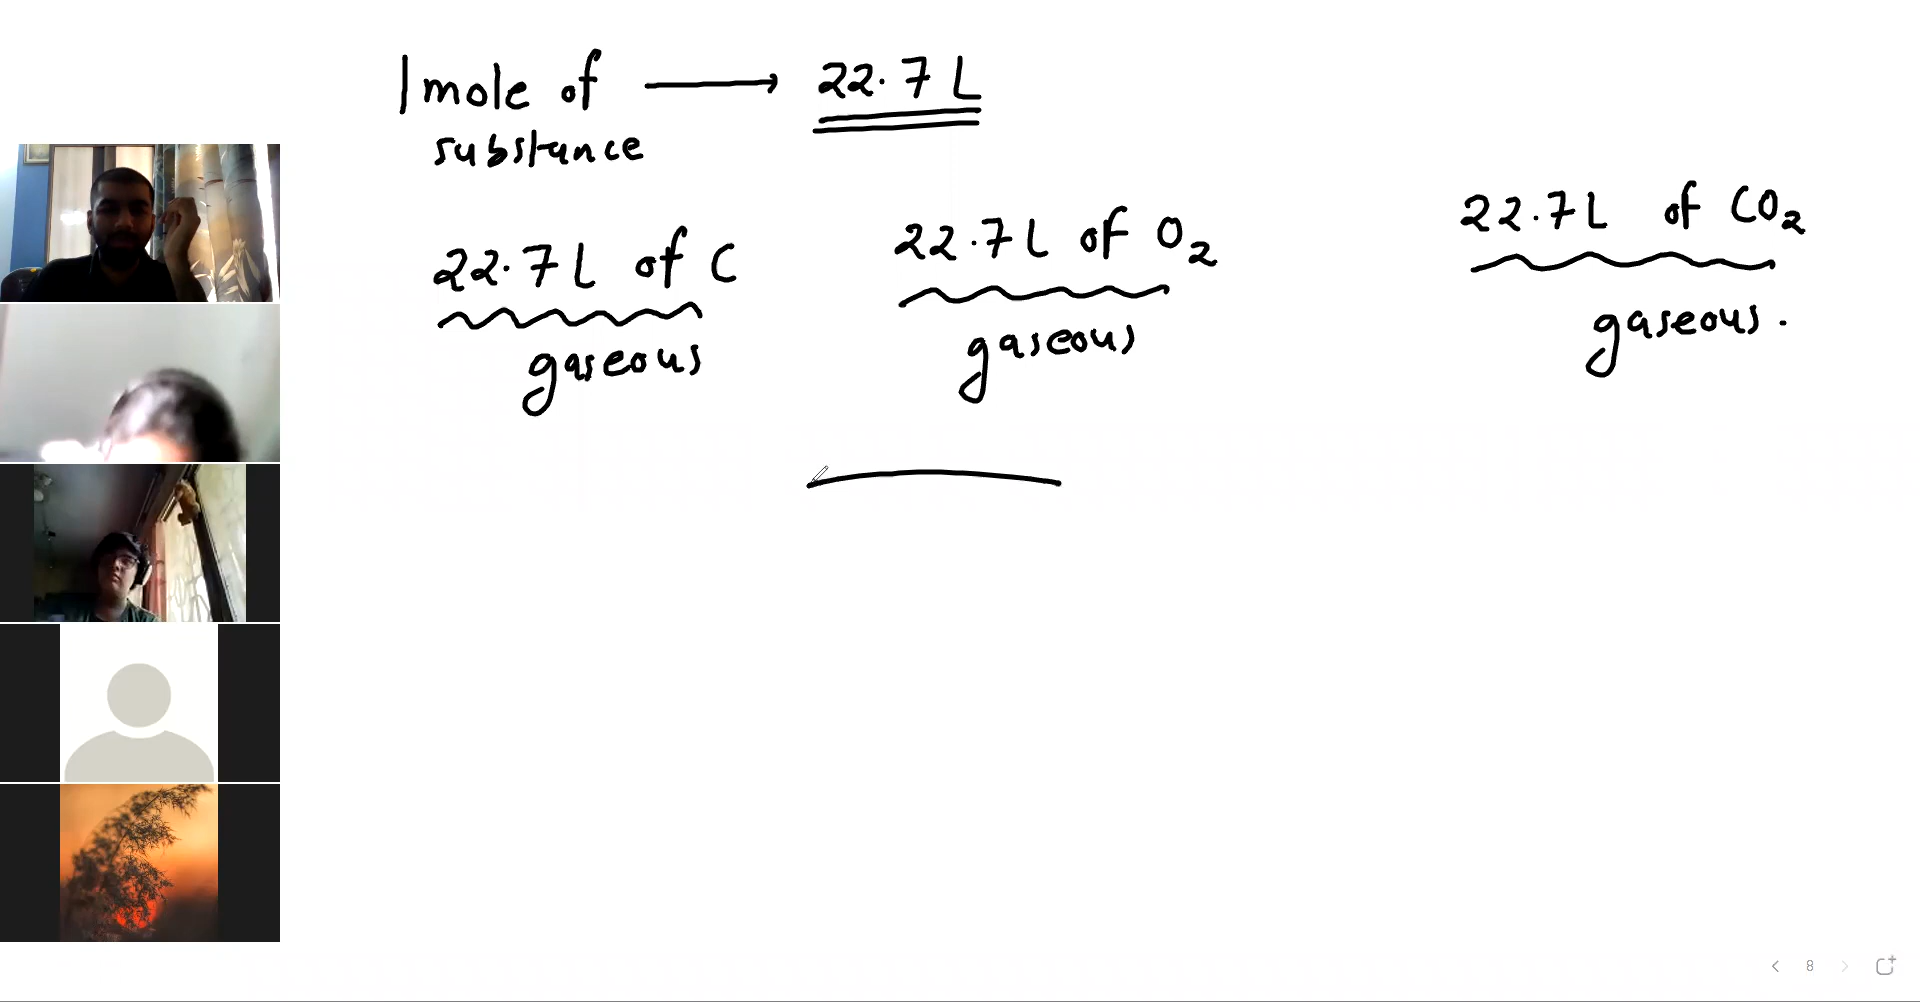 1 mole of ⟶ 22.7 L
substance
22.7 L of C
gaseous
22.7 L of O₂
gaseous
22.7 L of CO₂
gaseous.
8